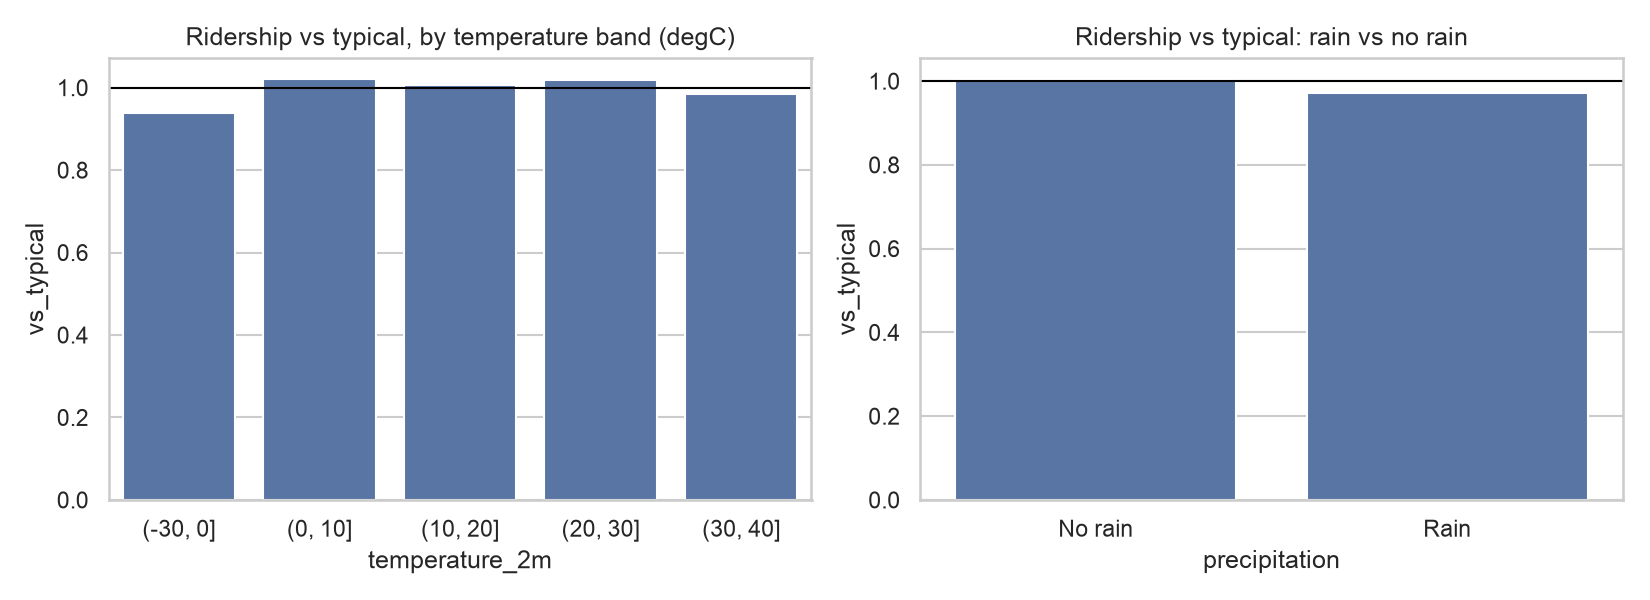 Ridership vs typical, by temperature band (degC)
vs_typical
1.0
0.8
0.6
0.4
0.2
0.0
(-30, 0]
(0, 10]
(10, 20]
(20, 30]
(30, 40]
temperature_2m
Ridership vs typical: rain vs no rain
vs_typical
1.0
0.8
0.6
0.4
0.2
0.0
No rain
Rain
precipitation